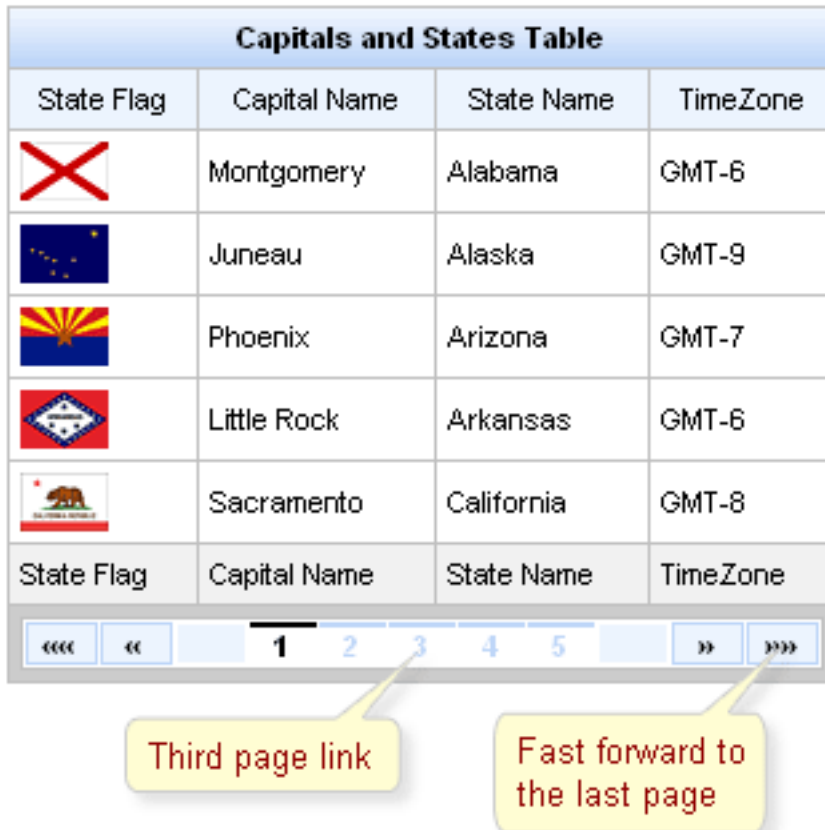 Capitals and States Table
State Flag Capital Name State Name TimeZone
Montgomery Alabama GMT-6
Juneau Alaska GMT-9
Phoenix Arizona GMT-7
Little Rock Arkansas GMT-6
Sacramento California GMT-8
State Flag Capital Name State Name TimeZone
«« « 1 2 3 4 5 » »»
Third page link
Fast forward to
the last page